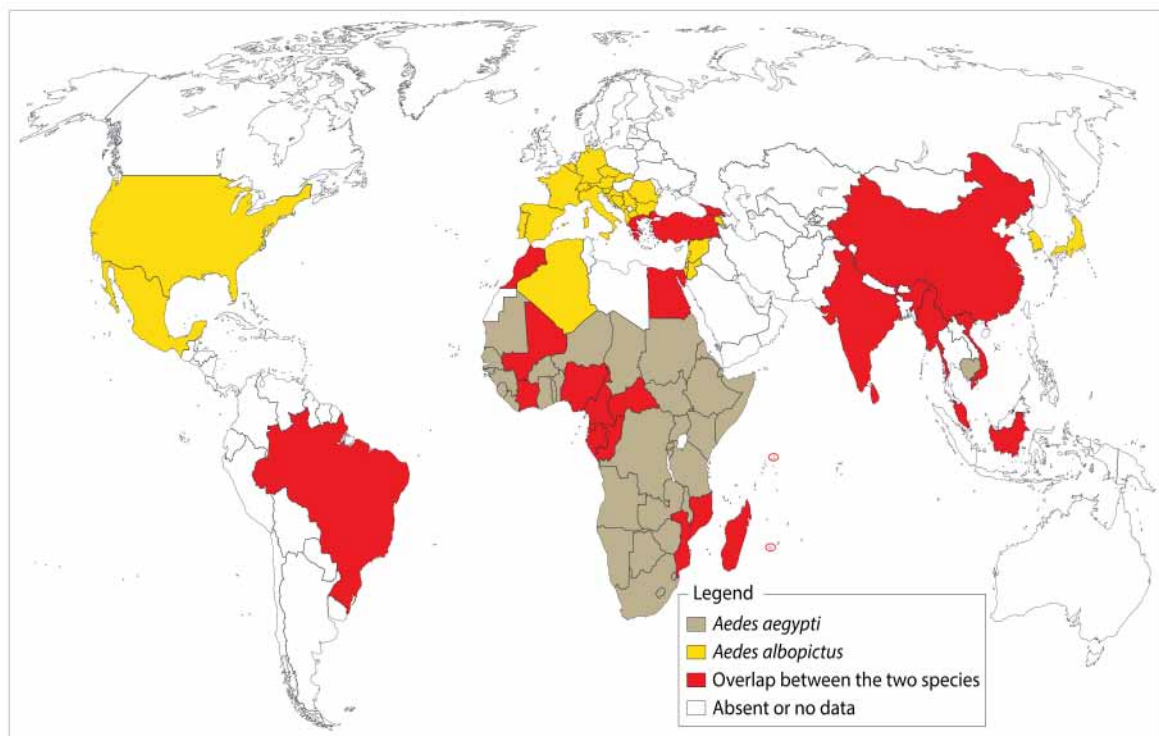 Legend
Aedes aegypti
Aedes albopictus
Overlap between the two species
Absent or no data